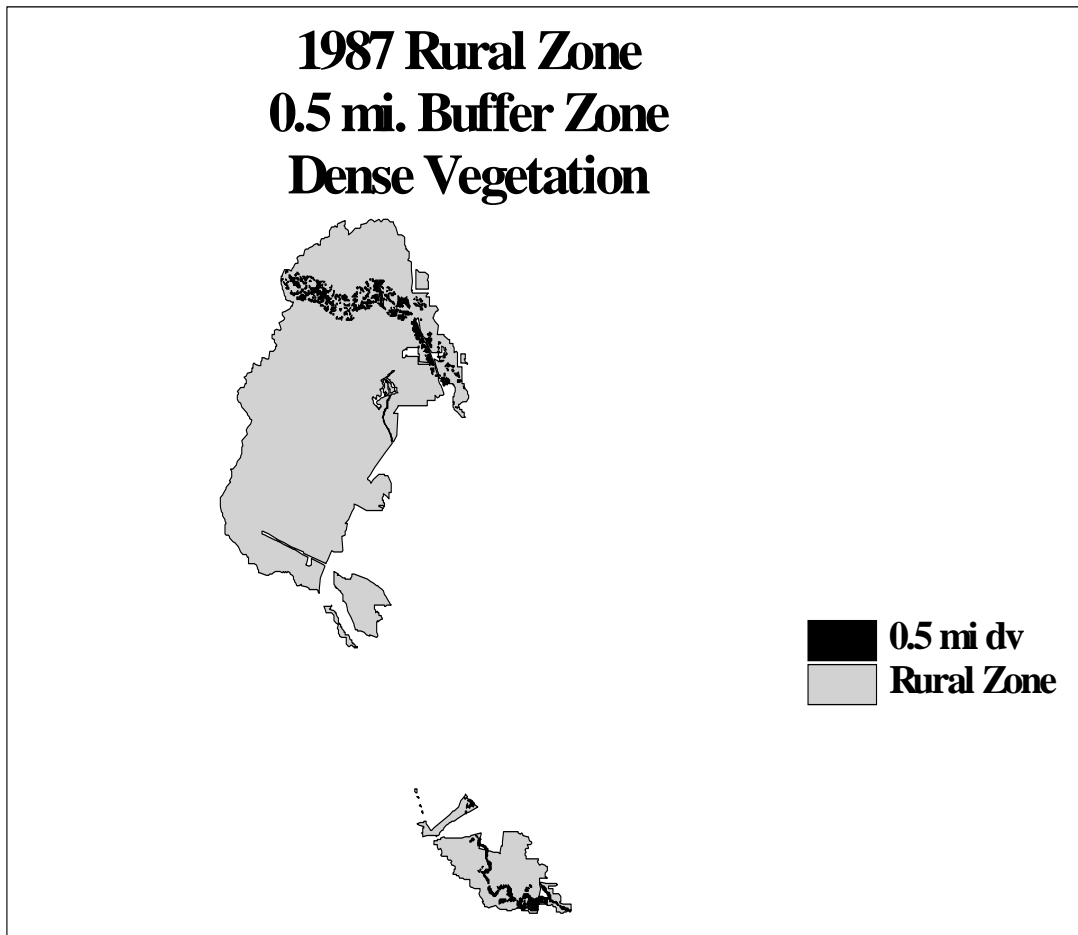 1987 Rural Zone
0.5 mi. Buffer Zone
Dense Vegetation
0.5 mi dv
Rural Zone